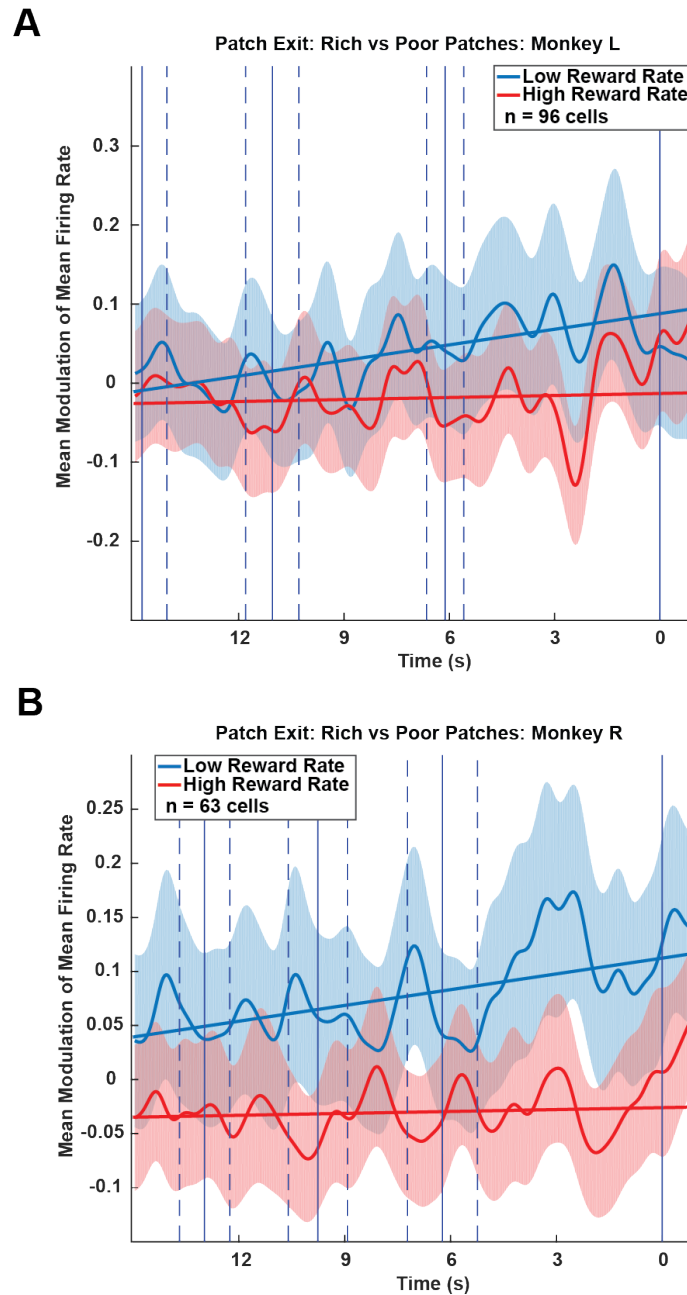 A
Patch Exit: Rich vs Poor Patches: Monkey L
Low Reward Rate
High Reward Rate
n = 96 cells
Mean Modulation of Mean Firing Rate
0.3
0.2
0.1
0
-0.1
-0.2
12 9 6 3 0
Time (s)
B
Patch Exit: Rich vs Poor Patches: Monkey R
Low Reward Rate
High Reward Rate
n = 63 cells
Mean Modulation of Mean Firing Rate
0.25
0.2
0.15
0.1
0.05
0
-0.05
-0.1
12 9 6 3 0
Time (s)